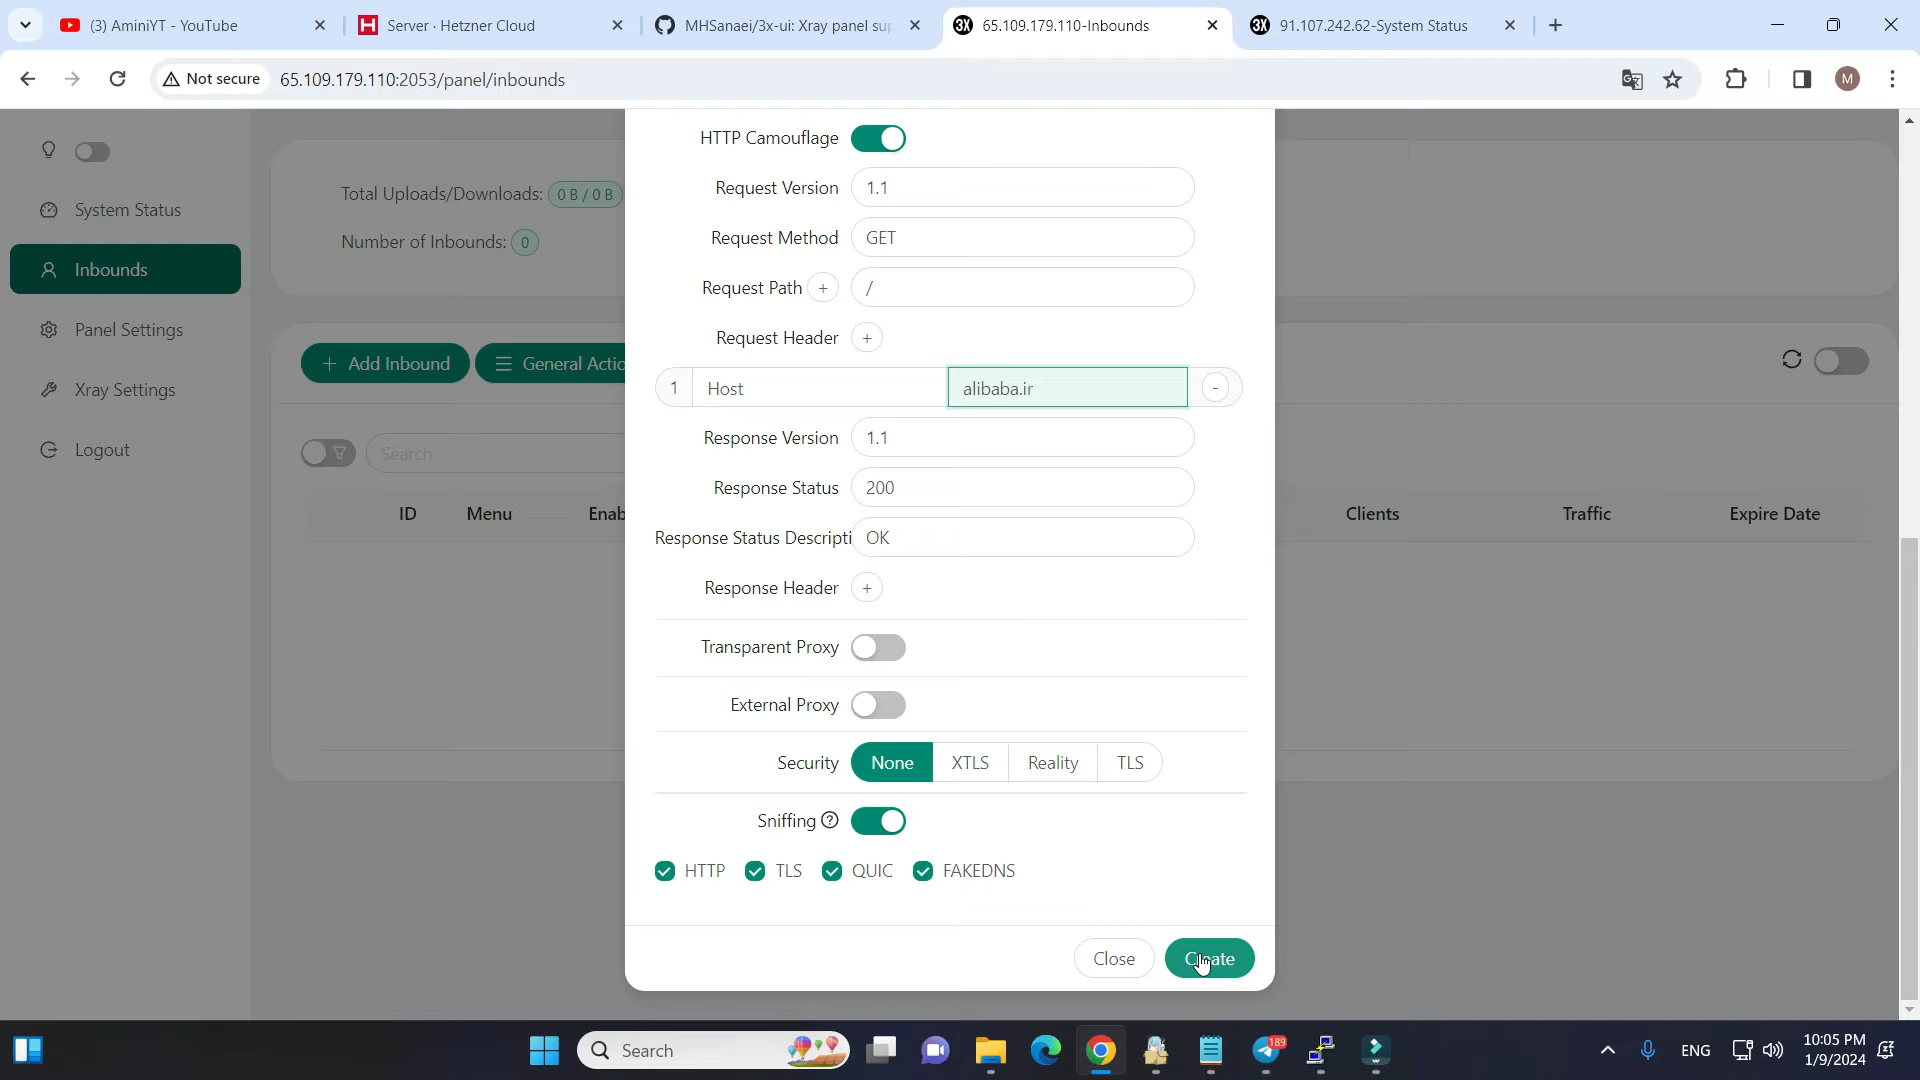 (3) AminiYT - YouTube
Server · Hetzner Cloud
MHSanaei/3x-ui: Xray panel sup
3X 65.109.179.110-Inbounds
3X 91.107.242.62-System Status
Not secure
65.109.179.110:2053/panel/inbounds
M
System Status
Inbounds
Panel Settings
Xray Settings
Logout
Total Uploads/Downloads: 0 B / 0 B
Number of Inbounds: 0
+ Add Inbound
General Actio
Search
ID Menu Enab
Clients Traffic Expire Date
HTTP Camouflage
Request Version 1.1
Request Method GET
Request Path + /
Request Header +
1 Host alibaba.ir -
Response Version 1.1
Response Status 200
Response Status Descripti OK
Response Header +
Transparent Proxy
External Proxy
Security None XTLS Reality TLS
Sniffing
HTTP TLS QUIC FAKEDNS
Close Create
Search
189
ENG
10:05 PM
1/9/2024